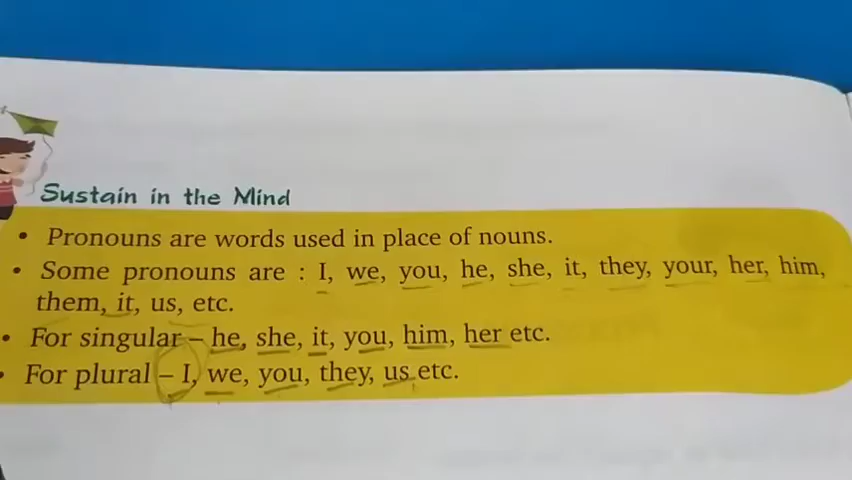 Sustain in the Mind
• Pronouns are words used in place of nouns.
• Some pronouns are : I, we, you, he, she, it, they, your, her, him,
them, it, us, etc.
• For singular – he, she, it, you, him, her etc.
• For plural – I, we, you, they, us etc.